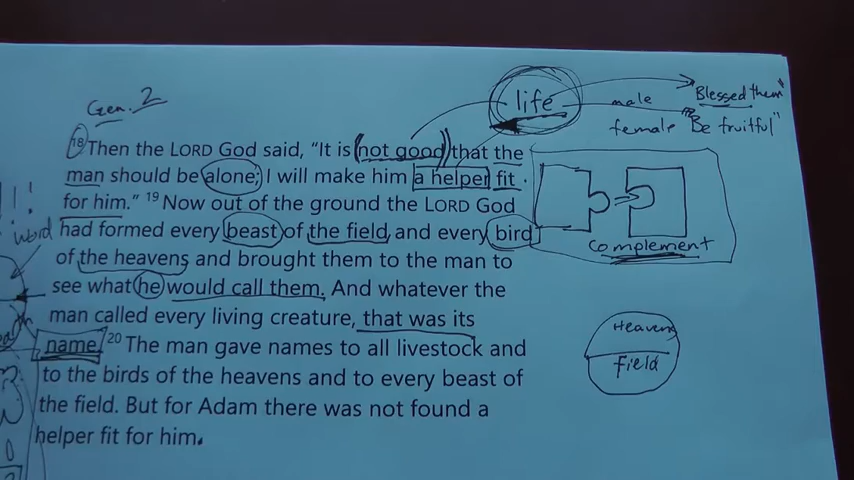 Gen. 2
life
male
female
Blessed them"
"Be fruitful"
18 Then the LORD God said, "It is not good that the
man should be alone; I will make him a helper fit
for him." 19 Now out of the ground the LORD God
had formed every beast of the field, and every bird
of the heavens and brought them to the man to
see what he would call them. And whatever the
man called every living creature, that was its
name. 20 The man gave names to all livestock and
to the birds of the heavens and to every beast of
the field. But for Adam there was not found a
helper fit for him.
complement
Heavens
Field
!!
word